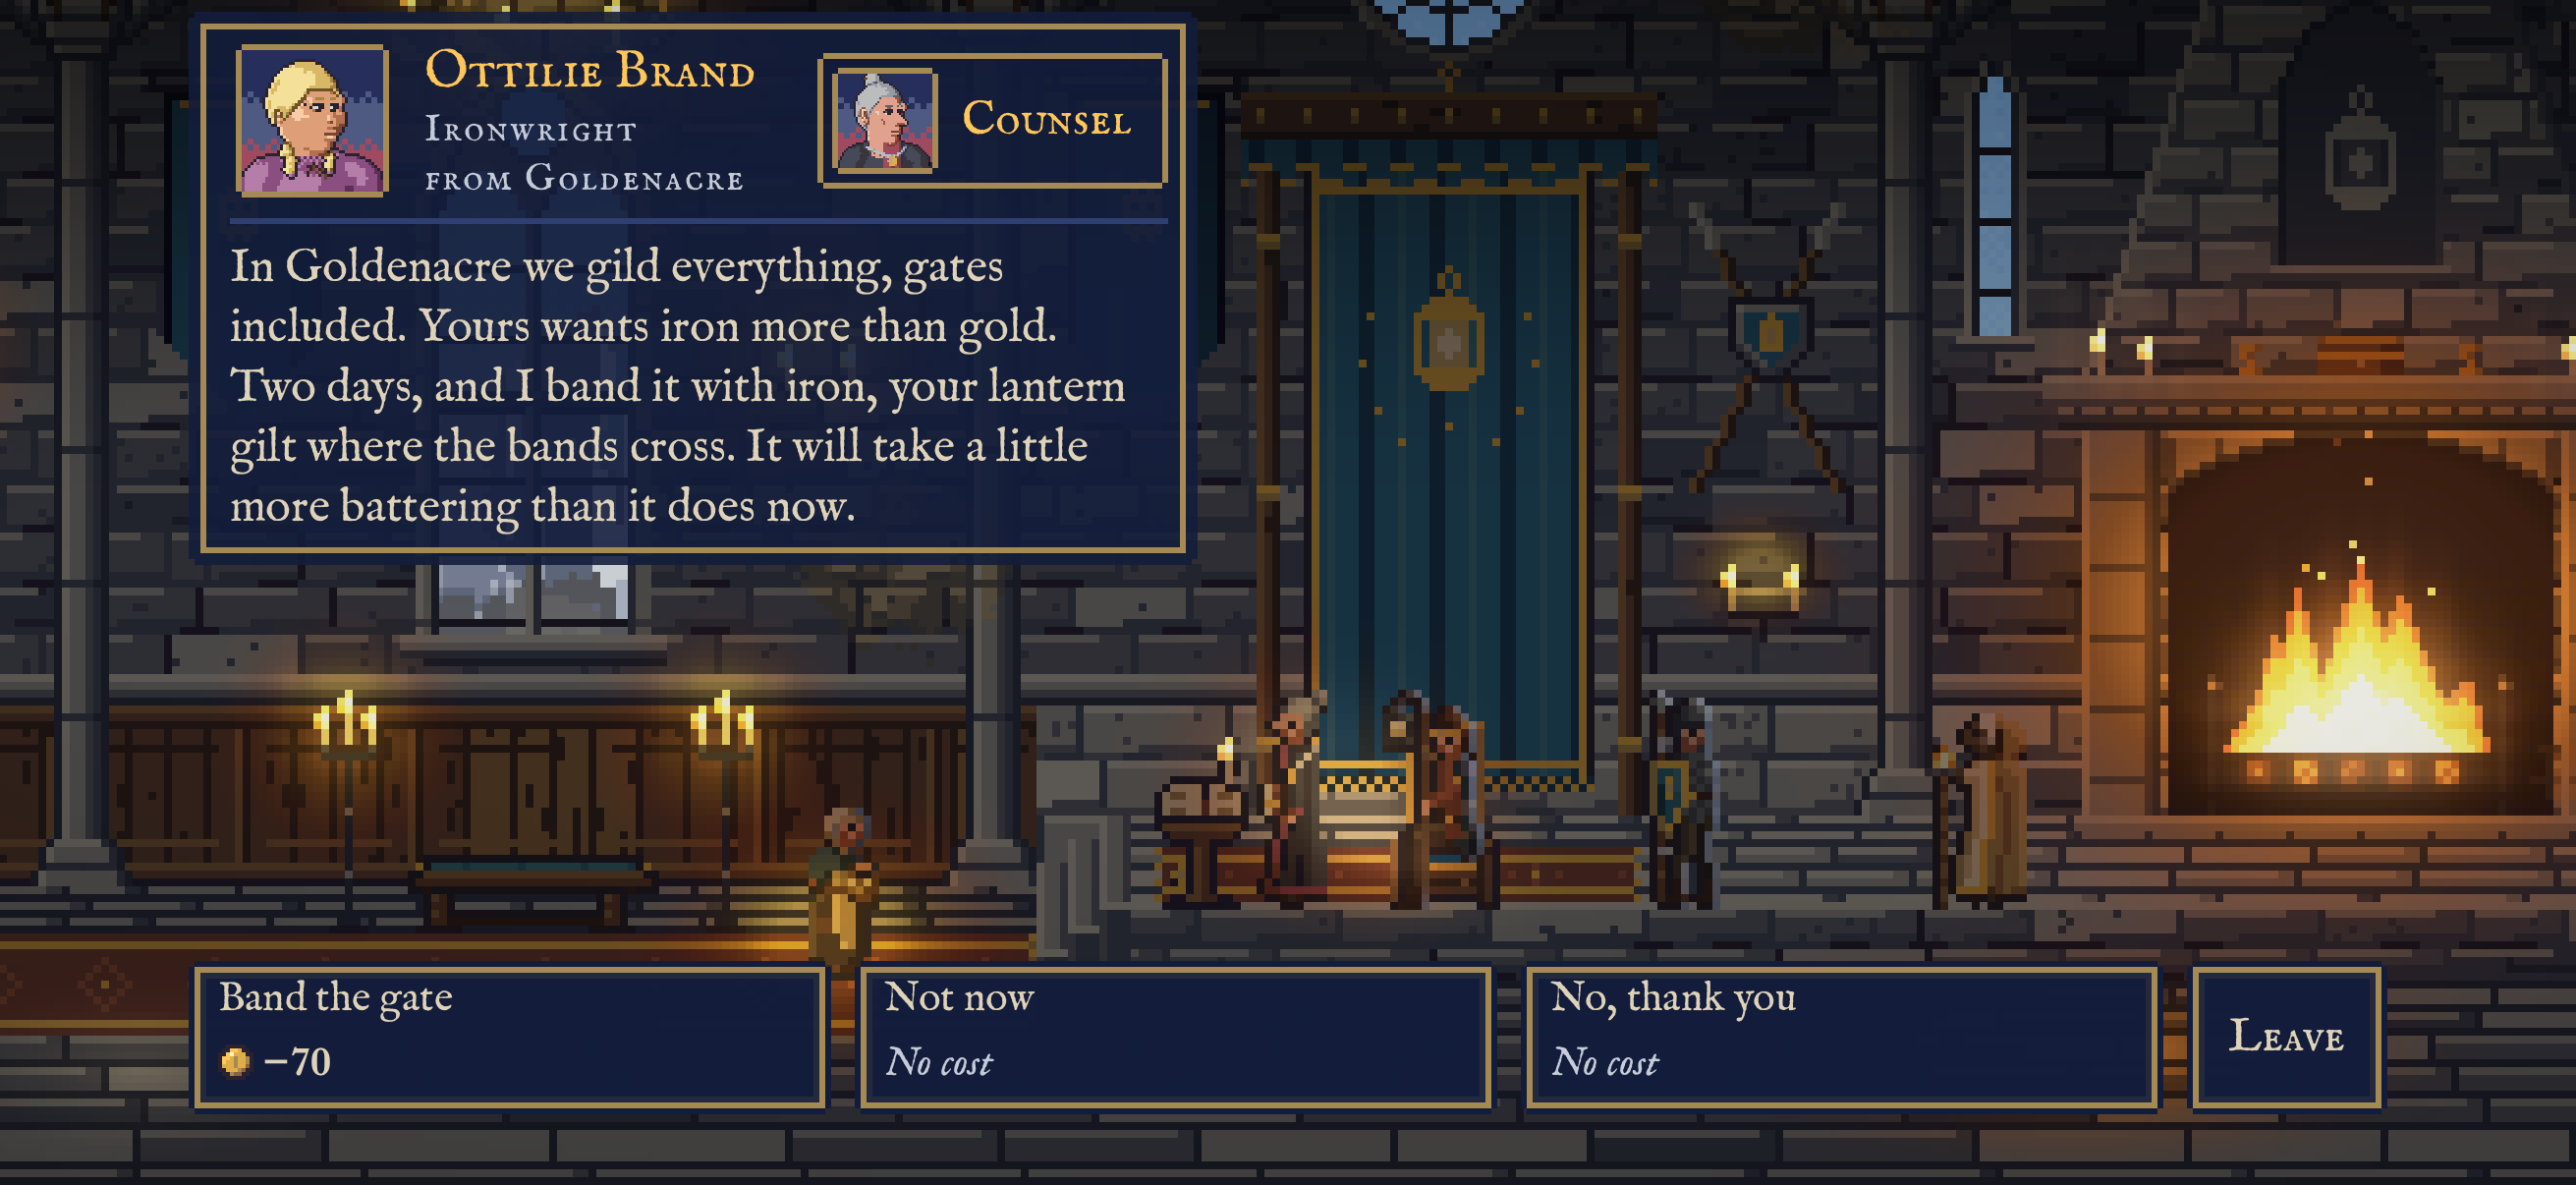 Ottilie Brand
Ironwright
from Goldenacre
Counsel
In Goldenacre we gild everything, gates
included. Yours wants iron more than gold.
Two days, and I band it with iron, your lantern
gilt where the bands cross. It will take a little
more battering than it does now.
Band the gate
−70
Not now
No cost
No, thank you
No cost
Leave